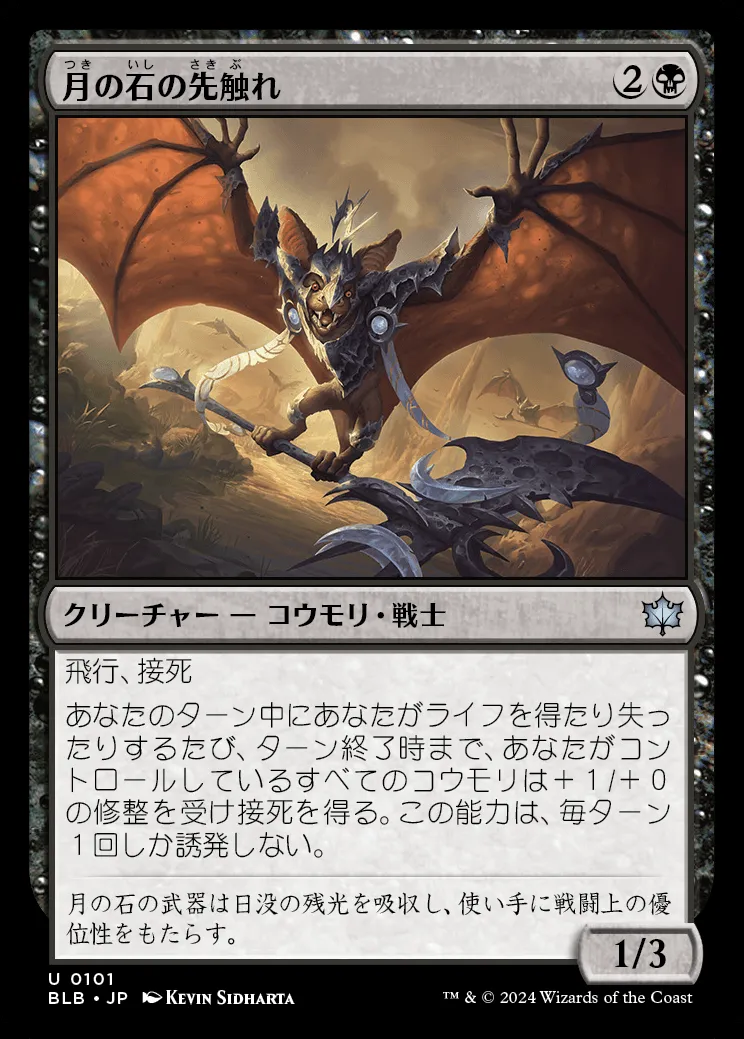 つき いし さき ぶ
月の石の先触れ 2
クリーチャー — コウモリ・戦士
飛行、接死
あなたのターン中にあなたがライフを得たり失っ
たりするたび、ターン終了時まで、あなたがコン
トロールしているすべてのコウモリは＋１/＋０
の修整を受け接死を得る。この能力は、毎ターン
１回しか誘発しない。
月の石の武器は日没の残光を吸収し、使い手に戦闘上の優
位性をもたらす。
1/3
U 0101
BLB • JP Kevin Sidharta
™ & © 2024 Wizards of the Coast